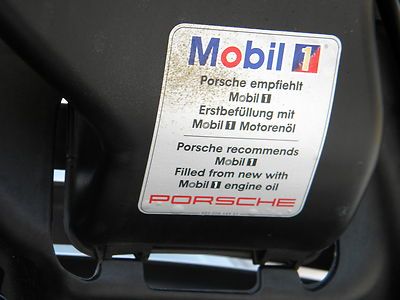 Mobil 1
Porsche empfiehlt
Mobil 1
Erstbefüllung mit
Mobil 1 Motorenöl
Porsche recommends
Mobil 1
Filled from new with
Mobil 1 engine oil
PORSCHE